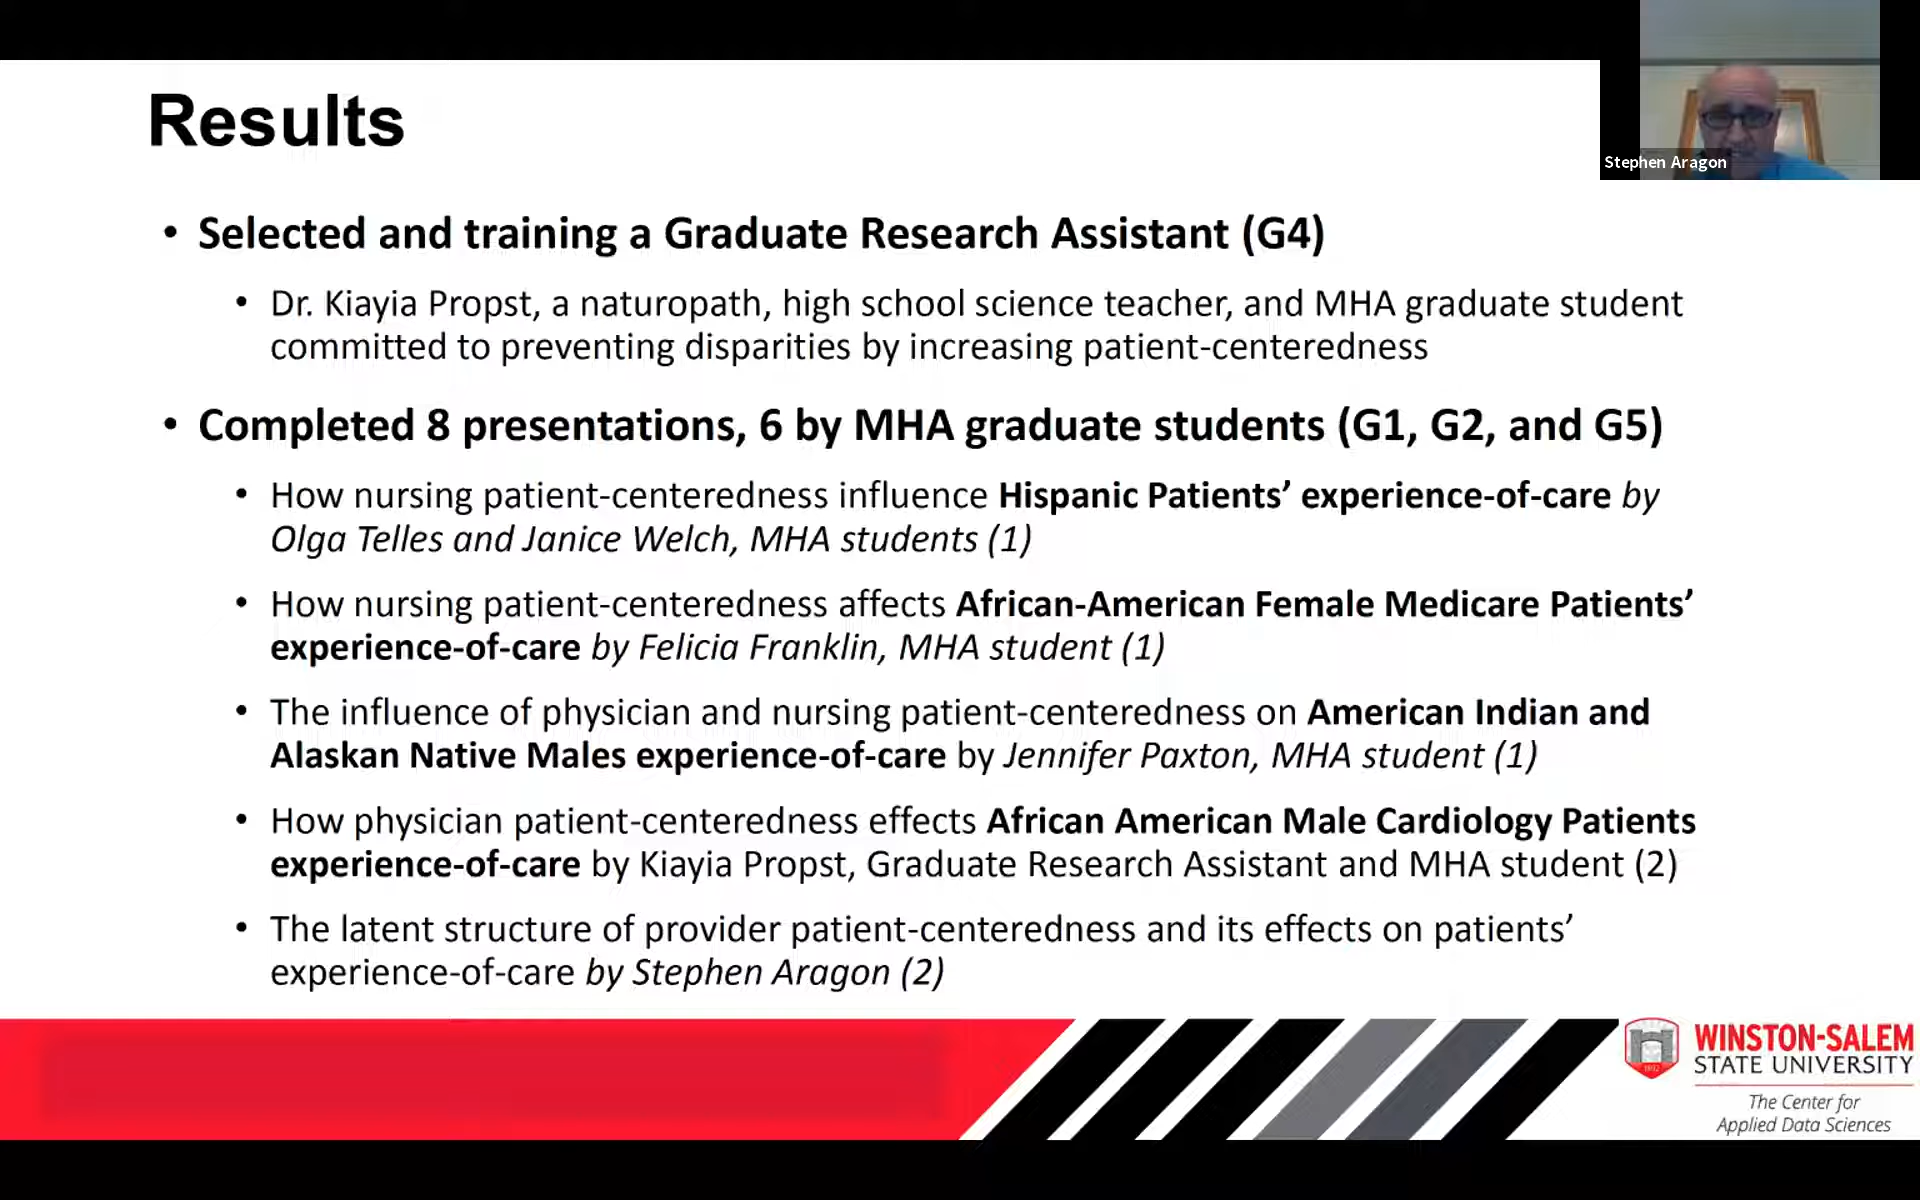 Results
Stephen Aragon
• Selected and training a Graduate Research Assistant (G4)
• Dr. Kiayia Propst, a naturopath, high school science teacher, and MHA graduate student
committed to preventing disparities by increasing patient-centeredness
• Completed 8 presentations, 6 by MHA graduate students (G1, G2, and G5)
• How nursing patient-centeredness influence Hispanic Patients’ experience-of-care by
Olga Telles and Janice Welch, MHA students (1)
• How nursing patient-centeredness affects African-American Female Medicare Patients’
experience-of-care by Felicia Franklin, MHA student (1)
• The influence of physician and nursing patient-centeredness on American Indian and
Alaskan Native Males experience-of-care by Jennifer Paxton, MHA student (1)
• How physician patient-centeredness effects African American Male Cardiology Patients
experience-of-care by Kiayia Propst, Graduate Research Assistant and MHA student (2)
• The latent structure of provider patient-centeredness and its effects on patients’
experience-of-care by Stephen Aragon (2)
WINSTON-SALEM
STATE UNIVERSITY
1892
The Center for
Applied Data Sciences